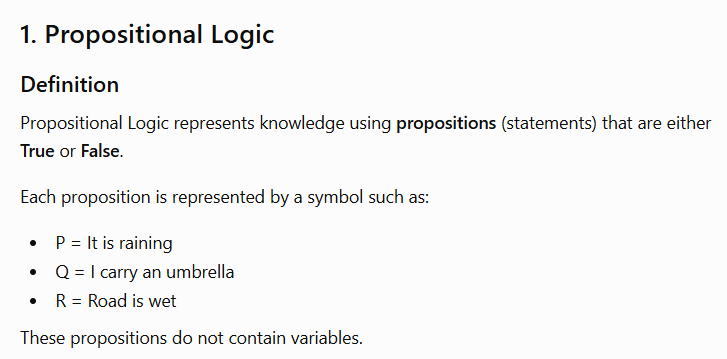 1. Propositional Logic
Definition
Propositional Logic represents knowledge using propositions (statements) that are either
True or False.
Each proposition is represented by a symbol such as:
• P = It is raining
• Q = I carry an umbrella
• R = Road is wet
These propositions do not contain variables.